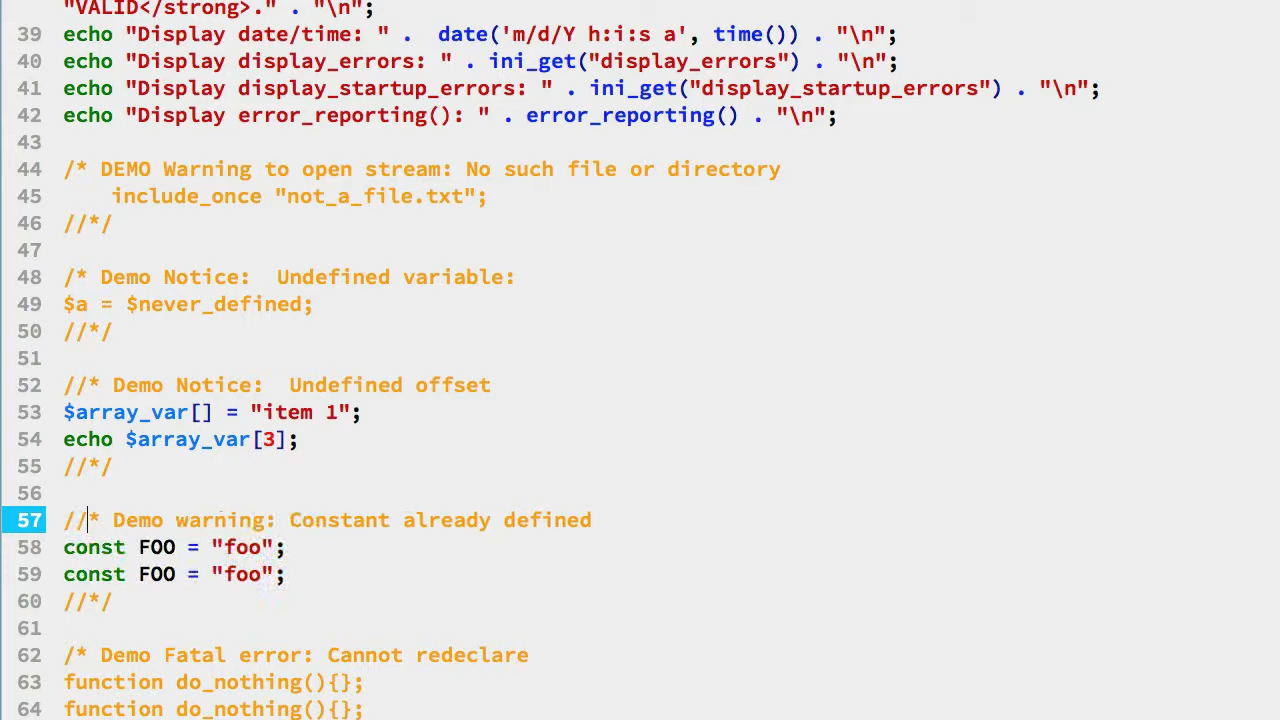 "VALID</strong>." . "\n";
39 echo "Display date/time: " .  date('m/d/Y h:i:s a', time()) . "\n";
40 echo "Display display_errors: " . ini_get("display_errors") . "\n";
41 echo "Display display_startup_errors: " . ini_get("display_startup_errors") . "\n";
42 echo "Display error_reporting(): " . error_reporting() . "\n";
43
44 /* DEMO Warning to open stream: No such file or directory
45     include_once "not_a_file.txt";
46 //*/
47
48 /* Demo Notice:  Undefined variable:
49 $a = $never_defined;
50 //*/
51
52 //* Demo Notice:  Undefined offset
53 $array_var[] = "item 1";
54 echo $array_var[3];
55 //*/
56
57 //* Demo warning: Constant already defined
58 const FOO = "foo";
59 const FOO = "foo";
60 //*/
61
62 /* Demo Fatal error: Cannot redeclare
63 function do_nothing(){};
64 function do_nothing(){};